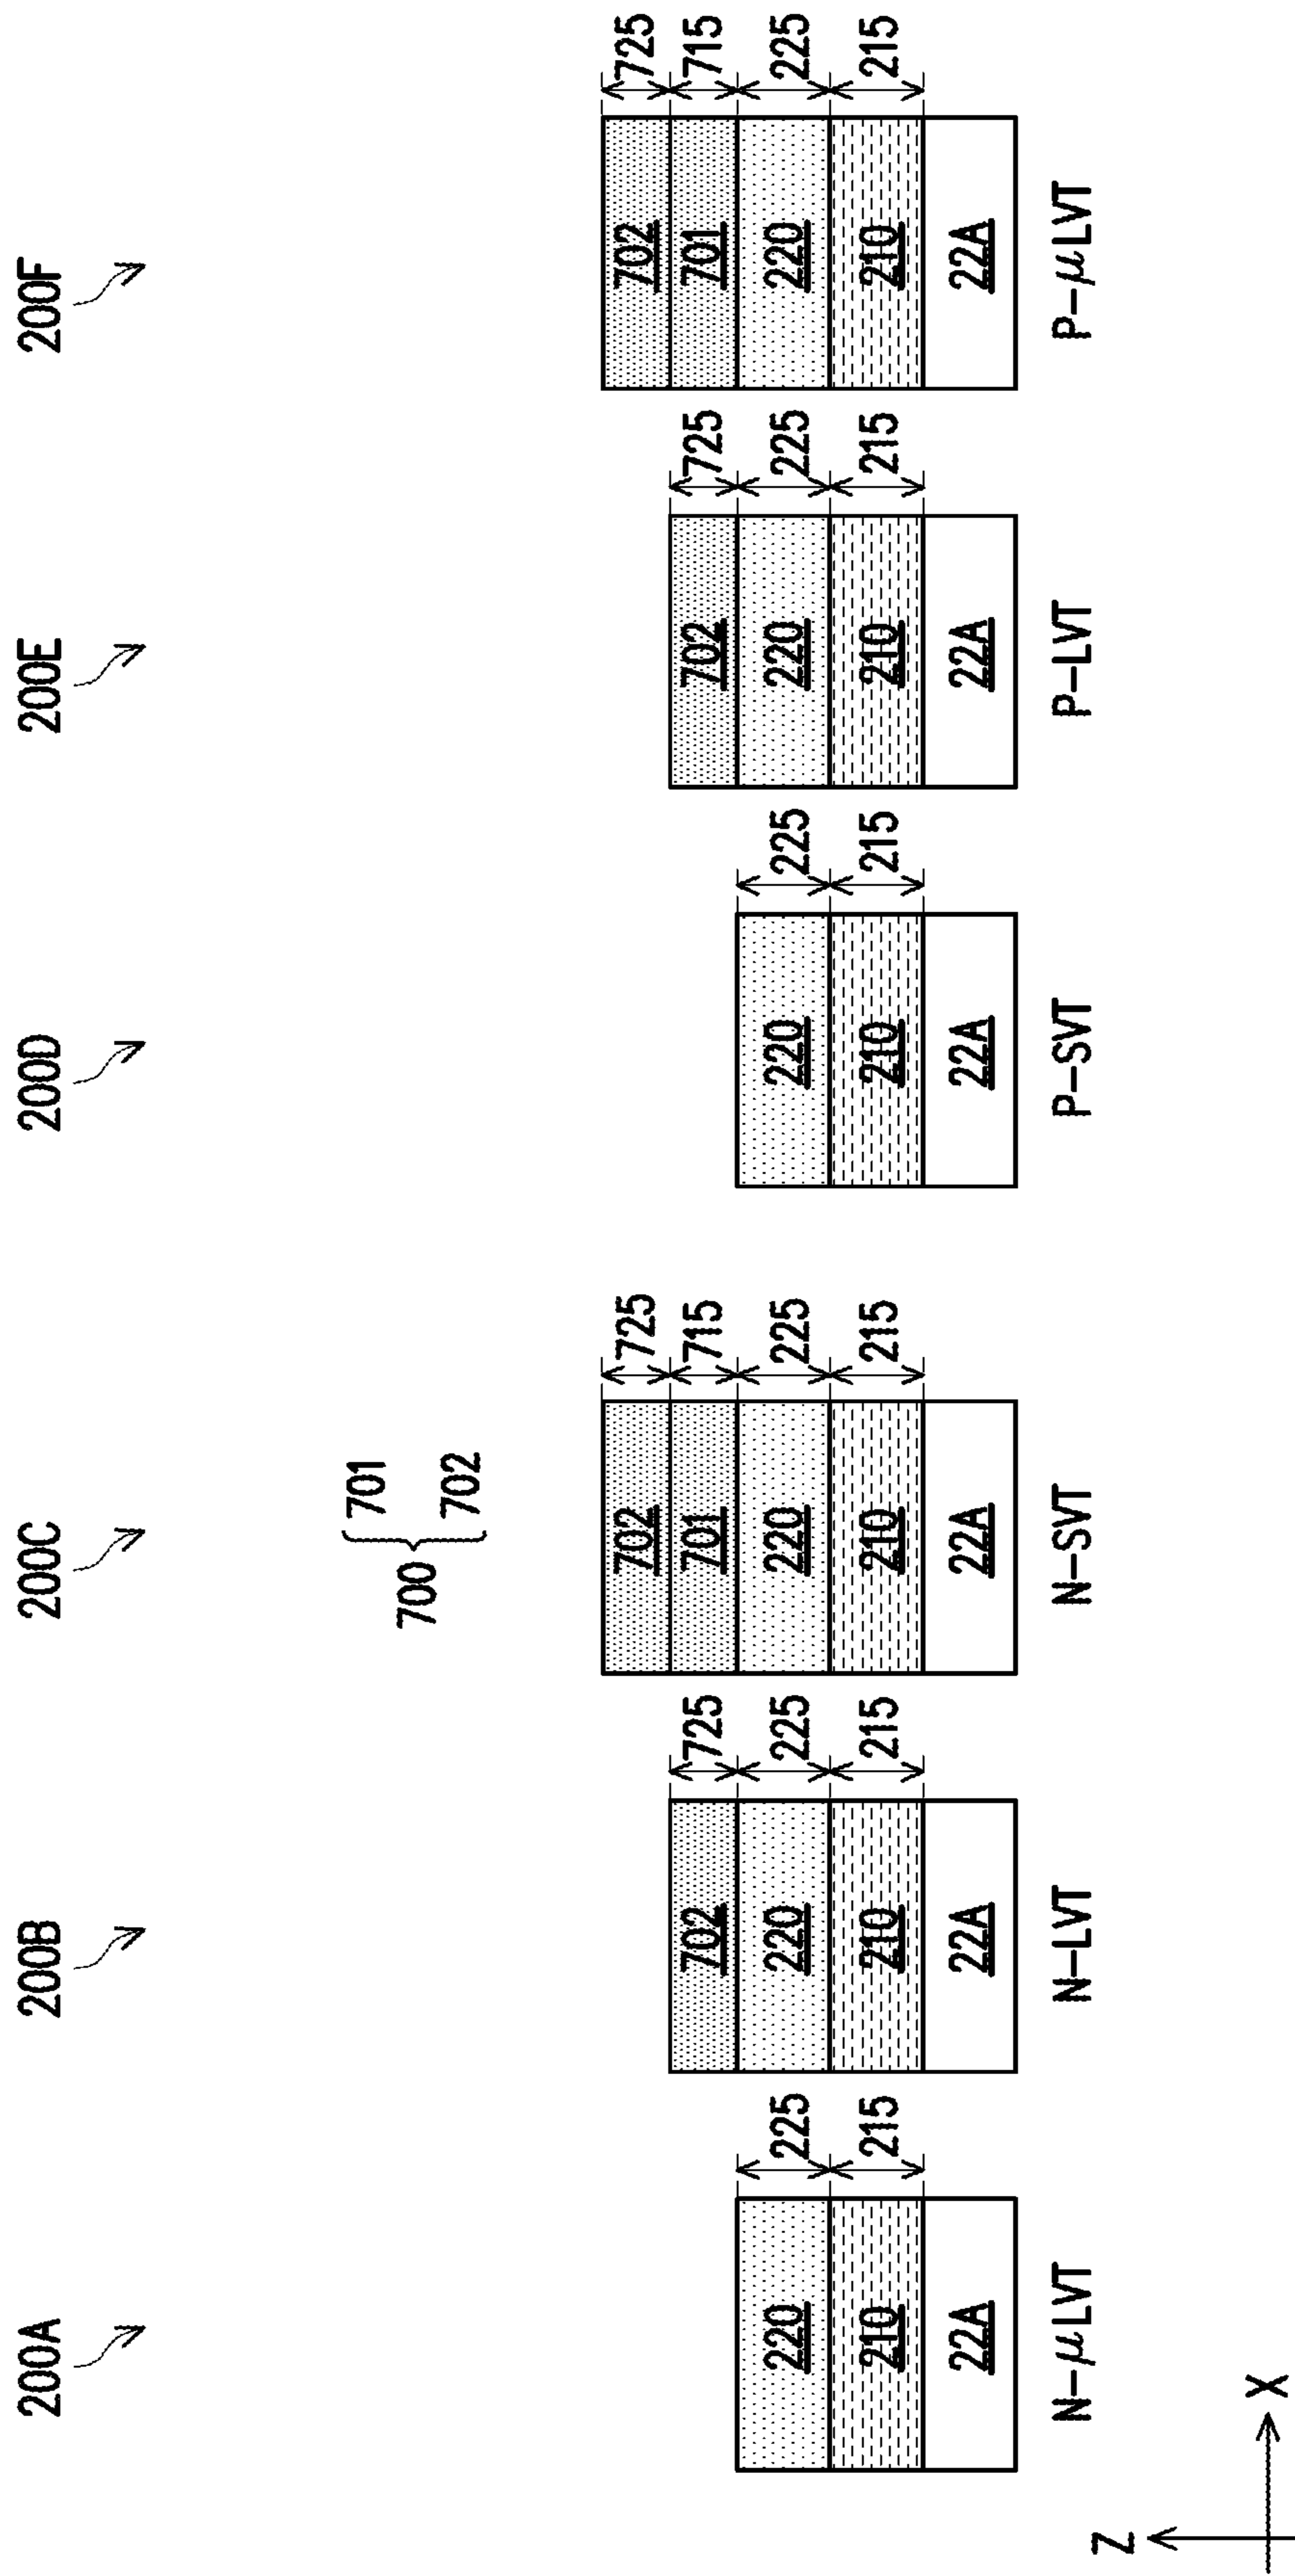 200A 200B 200C 200D 200E 200F
700 701
702
725 725
702 702
725 725
702 701 715 702 701 715
225 225 225 225 225 225
220 220 220 220 220 220
215 215 215 215 215 215
210 210 210 210 210 210
22A 22A 22A 22A 22A 22A
N-μLVT N-LVT N-SVT P-SVT P-LVT P-μLVT
Z
X